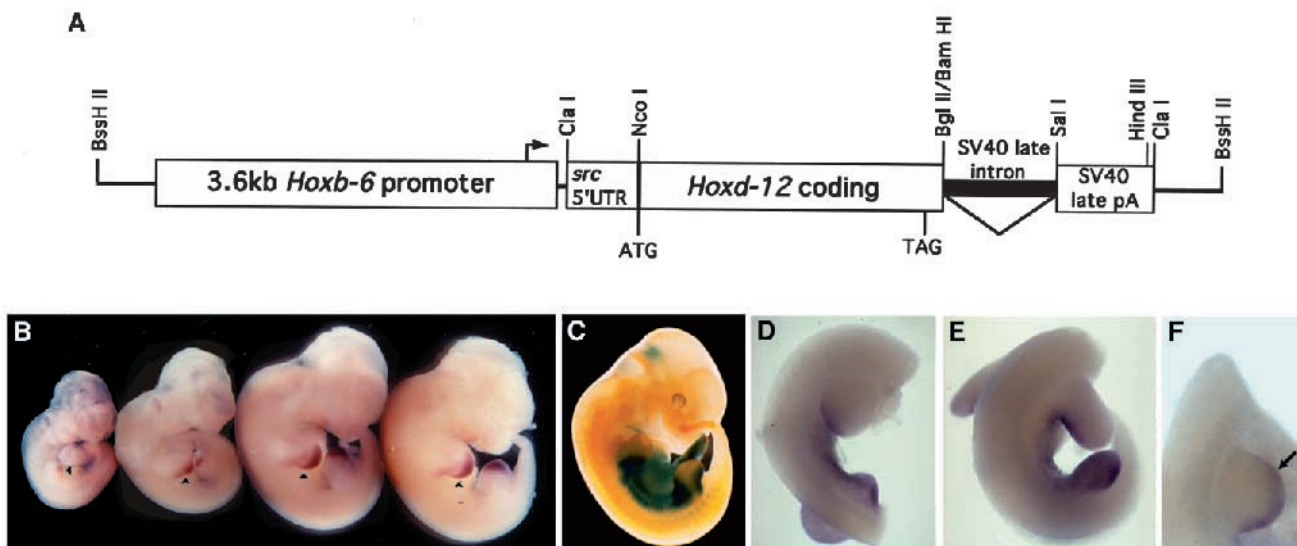 A
BssH II
Cla I
Nco I
Bgl II/Bam HI
Sal I
Hind III
Cla I
BssH II
3.6kb Hoxb-6 promoter
src
5'UTR
Hoxd-12 coding
SV40 late
intron
SV40
late pA
ATG
TAG
B
C
D
E
F